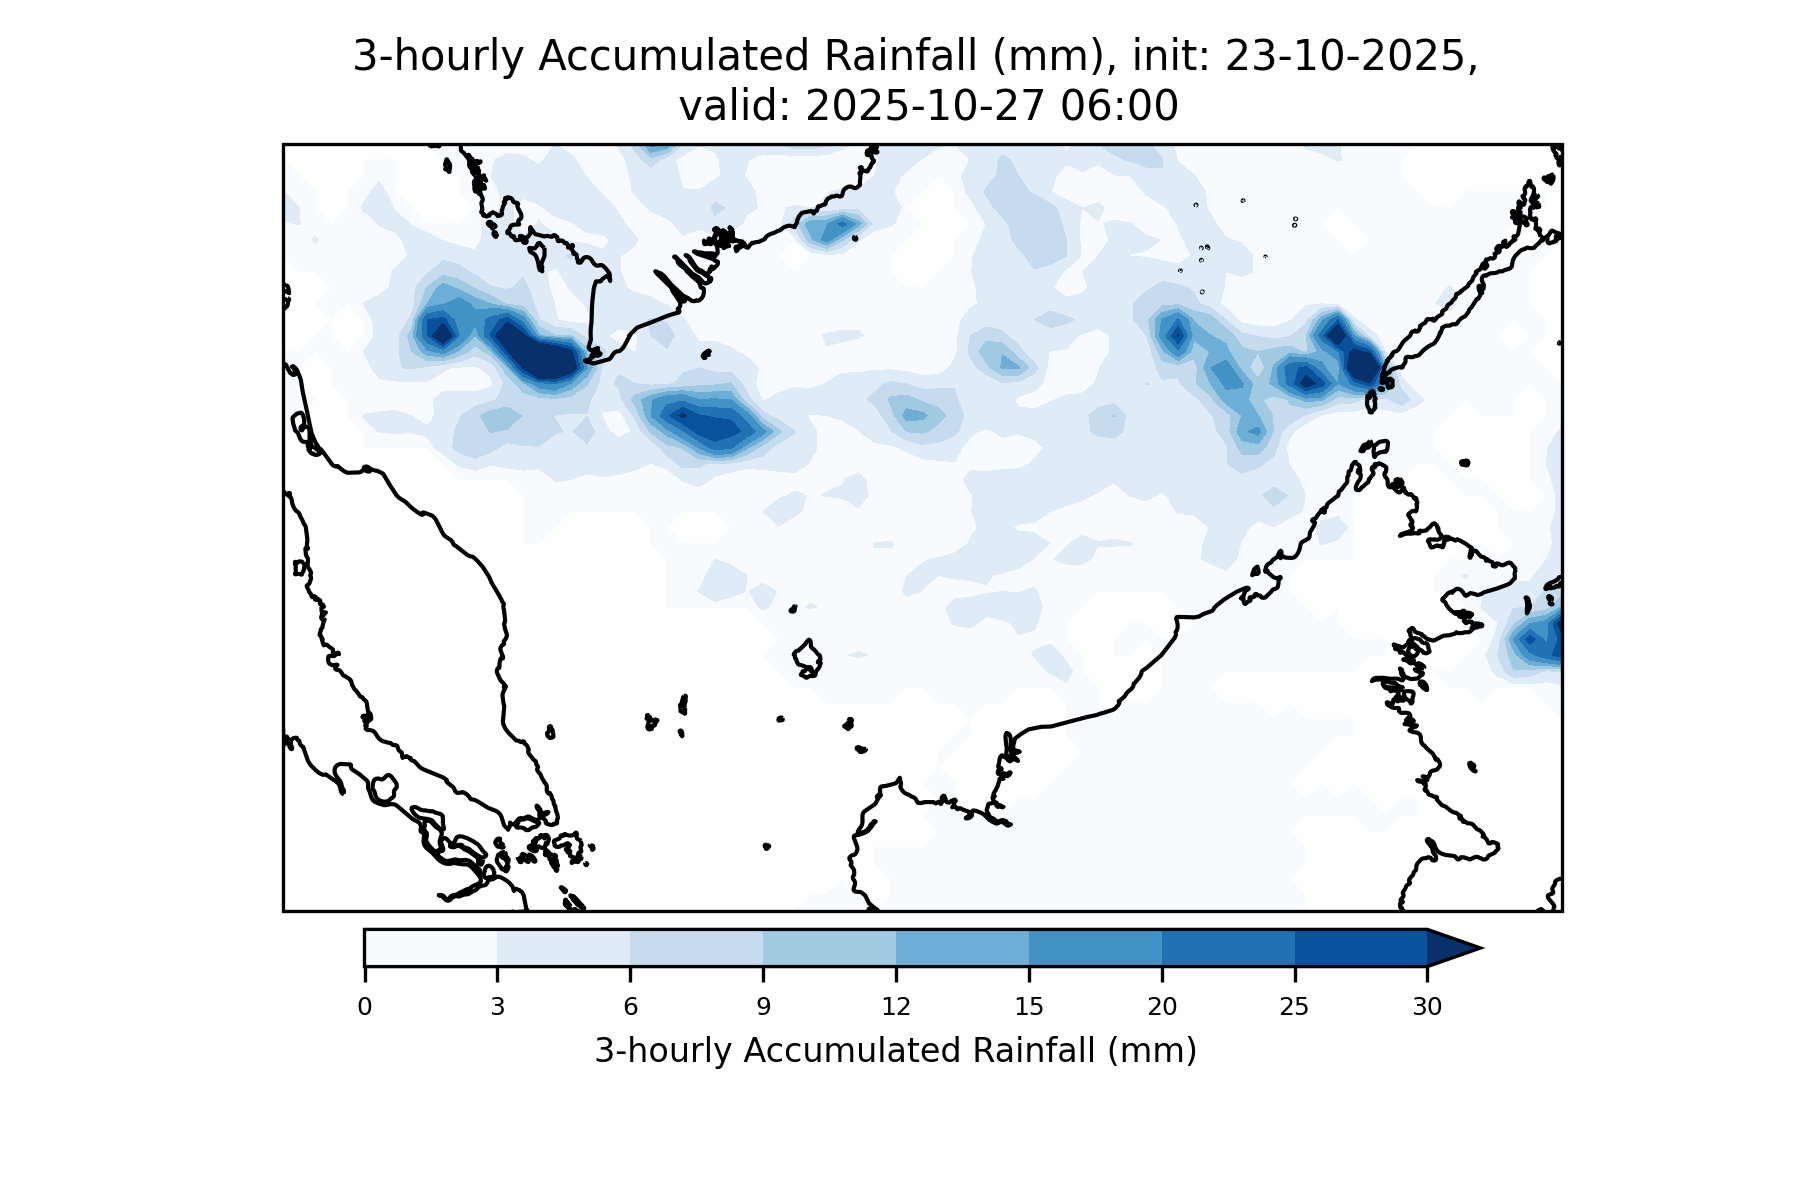 3-hourly Accumulated Rainfall (mm), init: 23-10-2025,
valid: 2025-10-27 06:00
0 3 6 9 12 15 20 25 30
3-hourly Accumulated Rainfall (mm)